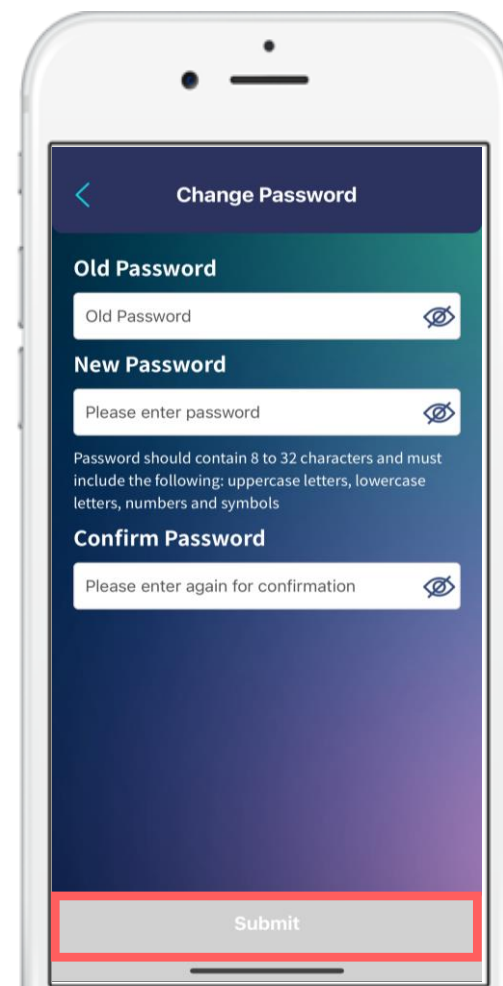 Change Password
Old Password
Old Password
New Password
Please enter password
Password should contain 8 to 32 characters and must
include the following: uppercase letters, lowercase
letters, numbers and symbols
Confirm Password
Please enter again for confirmation
Submit